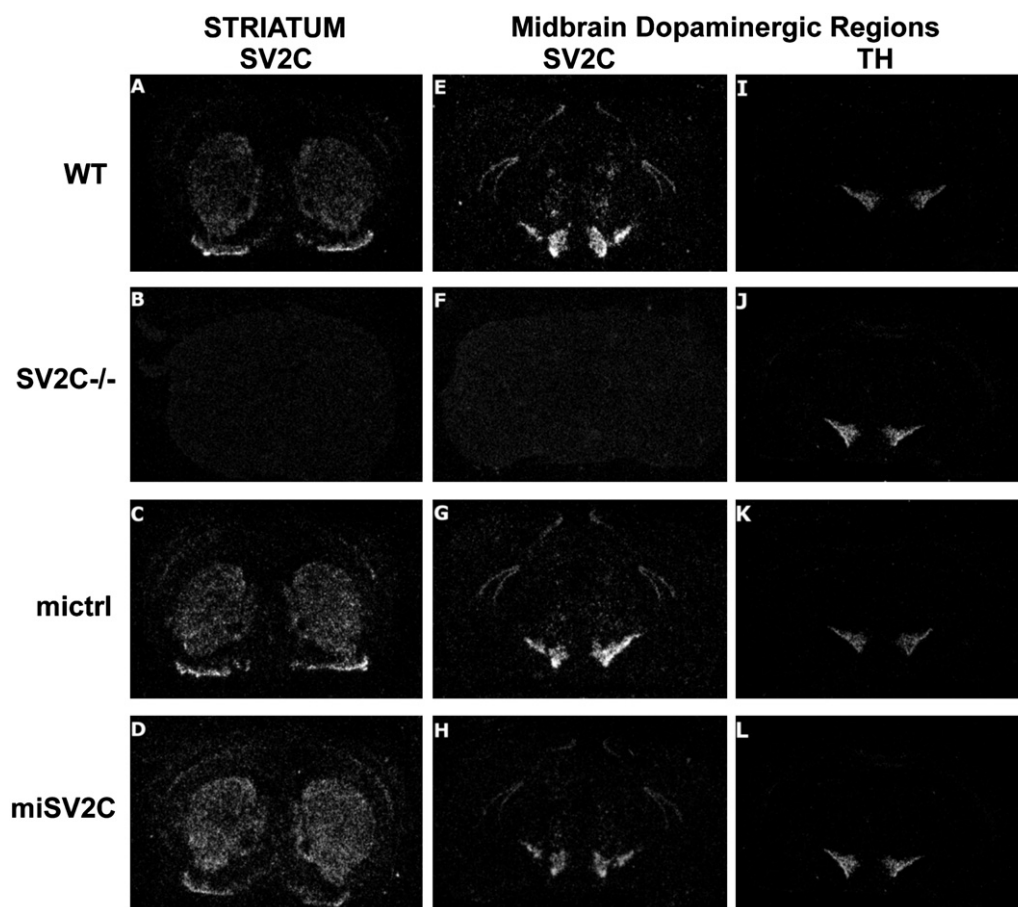 STRIATUM Midbrain Dopaminergic Regions
SV2C SV2C TH
A E I
WT
B F J
SV2C-/-
C G K
mictrl
D H L
miSV2C